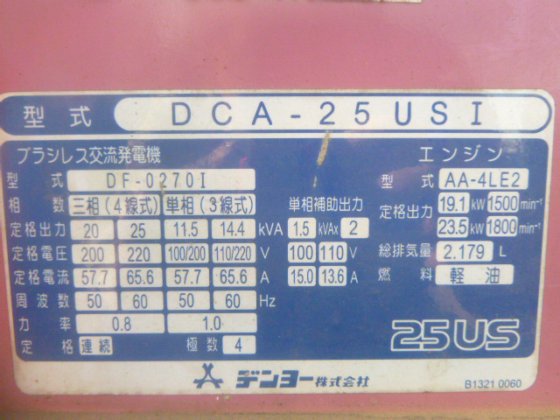 型式 DCA-25USI
ブラシレス交流発電機 エンジン
型式 DF-0270I 型式 AA-4LE2
相数 三相(4線式) 単相(3線式) 単相補助出力 定格出力 19.1 kW 1500 min⁻¹
定格出力 20 25 11.5 14.4 kVA 1.5 kVAx 2 23.5 kW 1800 min⁻¹
定格電圧 200 220 100/200 110/220 V 100 110 V 総排気量 2.179 L
定格電流 57.7 65.6 57.7 65.6 A 15.0 13.6 A 燃料 軽油
周波数 50 60 50 60 Hz
力率 0.8 1.0
定格 連続 極数 4 25US
デンヨー株式会社
B1321 0060